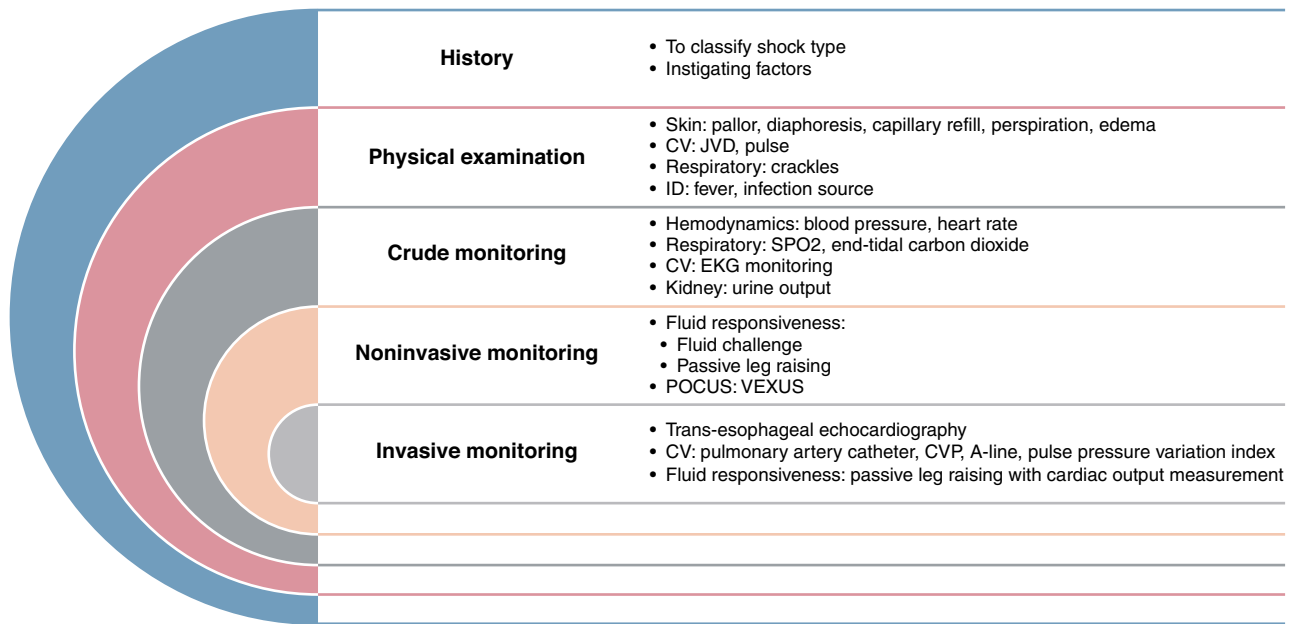 History
• To classify shock type
• Instigating factors
Physical examination
• Skin: pallor, diaphoresis, capillary refill, perspiration, edema
• CV: JVD, pulse
• Respiratory: crackles
• ID: fever, infection source
Crude monitoring
• Hemodynamics: blood pressure, heart rate
• Respiratory: SPO2, end-tidal carbon dioxide
• CV: EKG monitoring
• Kidney: urine output
Noninvasive monitoring
• Fluid responsiveness:
• Fluid challenge
• Passive leg raising
• POCUS: VEXUS
Invasive monitoring
• Trans-esophageal echocardiography
• CV: pulmonary artery catheter, CVP, A-line, pulse pressure variation index
• Fluid responsiveness: passive leg raising with cardiac output measurement